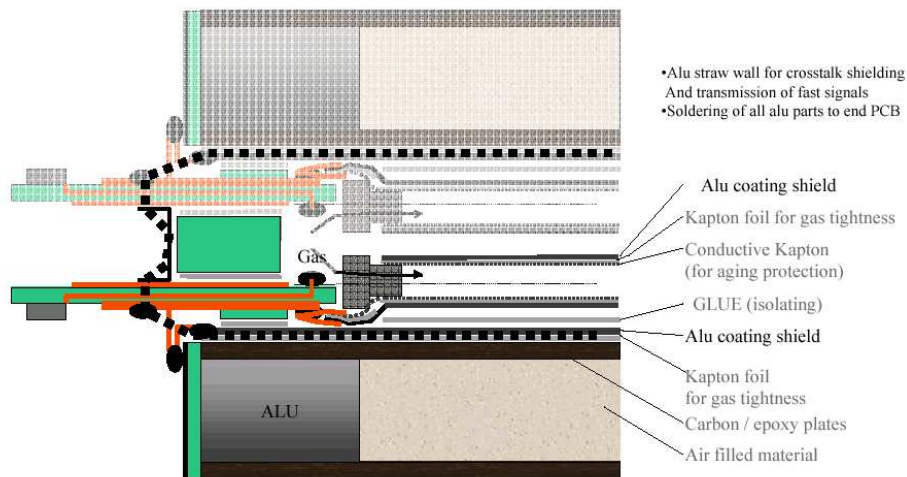 •Alu straw wall for crosstalk shielding
And transmission of fast signals
•Soldering of all alu parts to end PCB
Alu coating shield
Kapton foil for gas tightness
Conductive Kapton
(for aging protection)
Gas
GLUE (isolating)
Alu coating shield
Kapton foil
for gas tightness
ALU
Carbon / epoxy plates
Air filled material